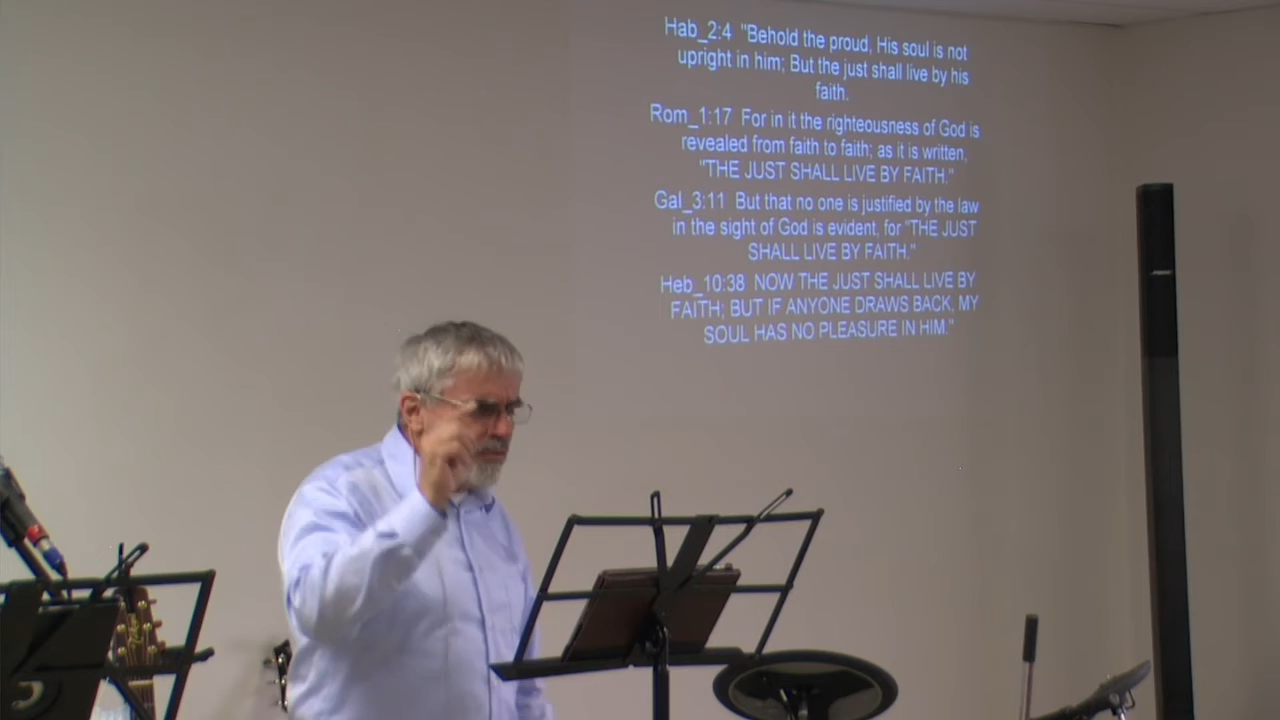 Hab_2:4 "Behold the proud, His soul is not
upright in him; But the just shall live by his
faith.
Rom_1:17 For in it the righteousness of God is
revealed from faith to faith; as it is written,
"THE JUST SHALL LIVE BY FAITH."
Gal_3:11 But that no one is justified by the law
in the sight of God is evident, for "THE JUST
SHALL LIVE BY FAITH."
Heb_10:38 NOW THE JUST SHALL LIVE BY
FAITH; BUT IF ANYONE DRAWS BACK, MY
SOUL HAS NO PLEASURE IN HIM."